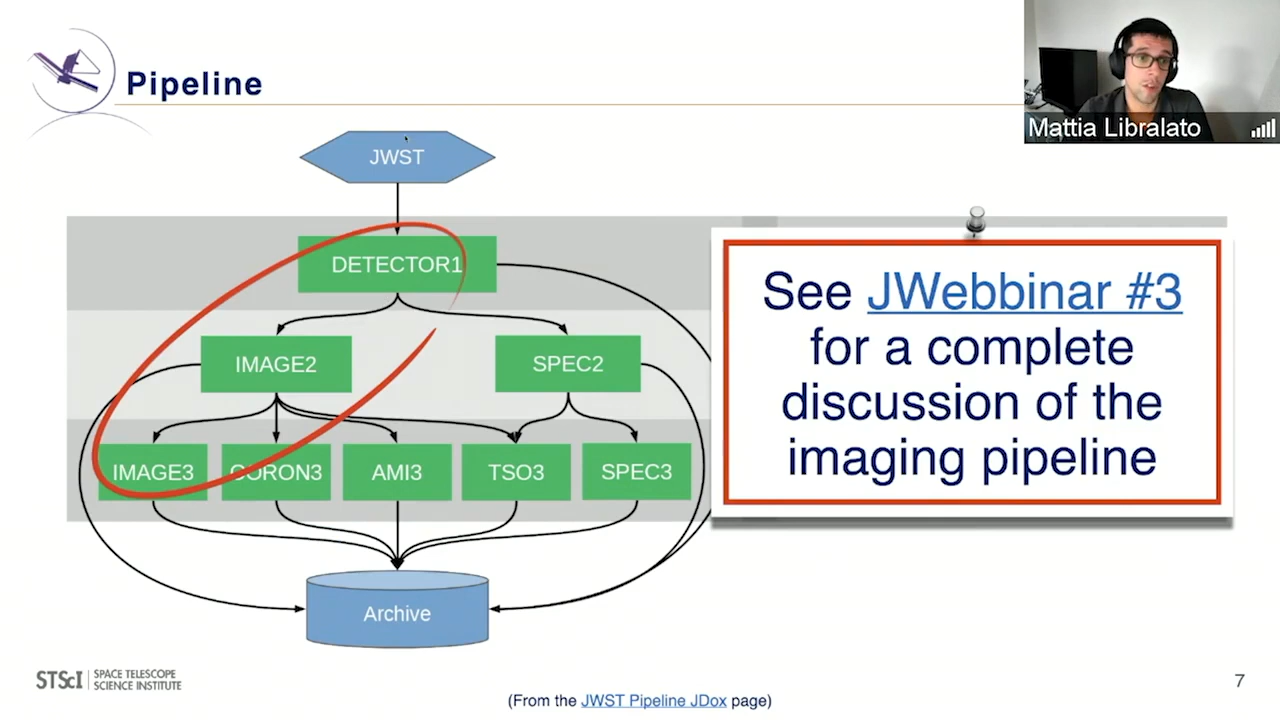 Pipeline
Mattia Libralato
JWST
DETECTOR1
IMAGE2
SPEC2
IMAGE3
CORON3
AMI3
TSO3
SPEC3
Archive
See JWebbinar #3
for a complete
discussion of the
imaging pipeline
STScI
SPACE TELESCOPE
SCIENCE INSTITUTE
7
(From the JWST Pipeline JDox page)